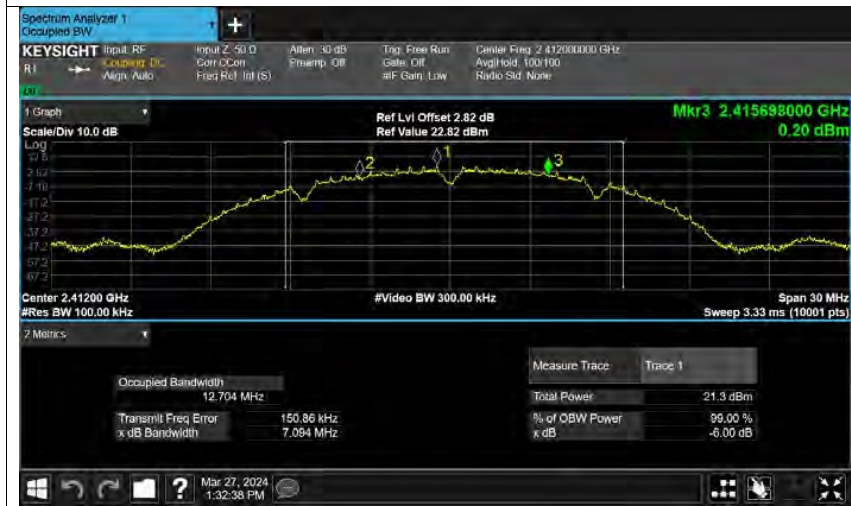 Spectrum Analyzer 1
Occupied BW
+
KEYSIGHT Input: RF Input Z: 50 Ω Atten: 30 dB Trig: Free Run Center Freq: 2.412000000 GHz
Coupling: DC Corr CCorr Preamp: Off Gate: Off Avg|Hold: 100/100
Align: Auto Freq Ref: Int (S) #IF Gain: Low Radio Std: None
1 Graph
Ref Lvl Offset 2.82 dB
Mkr3 2.415698000 GHz
Scale/Div 10.0 dB Ref Value 22.82 dBm 0.20 dBm
Log
2.82
-7.18
-17.2
-27.2
-37.2
-47.2
-57.2
-67.2
1
2
3
Center 2.41200 GHz #Video BW 300.00 kHz Span 30 MHz
#Res BW 100.00 kHz Sweep 3.33 ms (10001 pts)
2 Metrics
Measure Trace Trace 1
Occupied Bandwidth
12.704 MHz Total Power 21.3 dBm
Transmit Freq Error 150.86 kHz % of OBW Power 99.00 %
x dB Bandwidth 7.094 MHz x dB -6.00 dB
?
Mar 27, 2024
1:32:38 PM